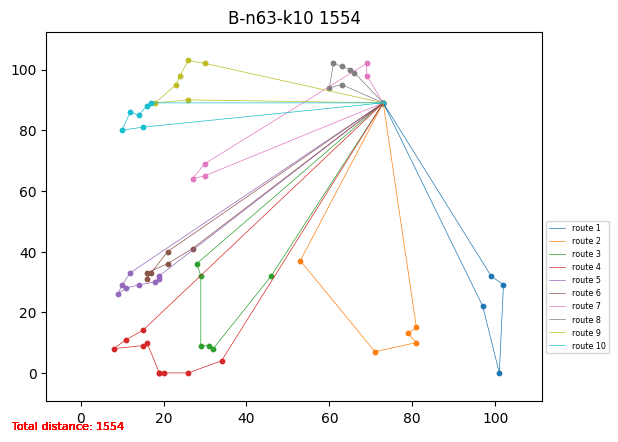 B-n63-k10 1554
100
80
60
40
20
0
0
20
40
60
80
100
route 1
route 2
route 3
route 4
route 5
route 6
route 7
route 8
route 9
route 10
Total distance: 1554